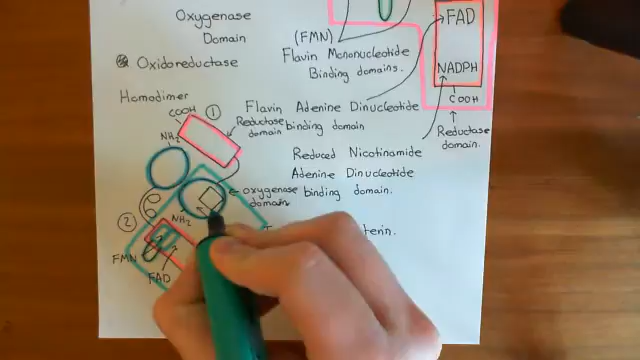 Oxygenase
Domain
Oxidoreductase
(FMN)
Flavin Mononucleotide
Binding domains.
FAD
NADPH
COOH
Reductase
domain.
Flavin Adenine Dinucleotide
binding domain
Reduced Nicotinamide
Adenine Dinucleotide
binding domain.
Homodimer
COOH
①
Reductase
domain
NH2
oxygenase
domain
②
NH2
FMN
FAD